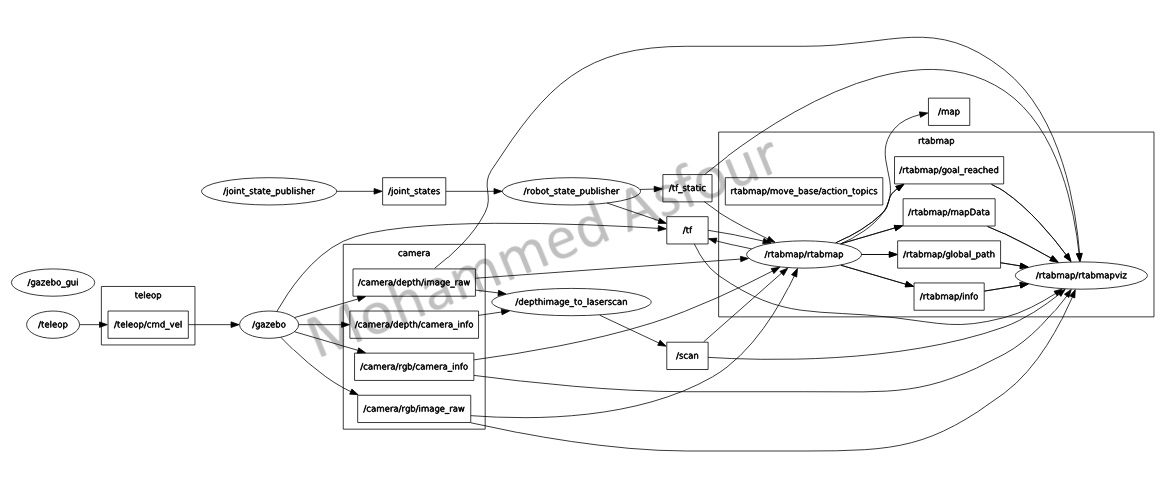 /map
rtabmap
/rtabmap/goal_reached
/joint_state_publisher
/joint_states
/robot_state_publisher
/tf_static
rtabmap/move_base/action_topics
/rtabmap/mapData
/tf
camera
/rtabmap/rtabmap
/rtabmap/global_path
/gazebo_gui
/camera/depth/image_raw
/rtabmap/rtabmapviz
teleop
/depthimage_to_laserscan
/rtabmap/info
/teleop
/teleop/cmd_vel
/gazebo
/camera/depth/camera_info
/scan
/camera/rgb/camera_info
/camera/rgb/image_raw
Mohammed Asfour